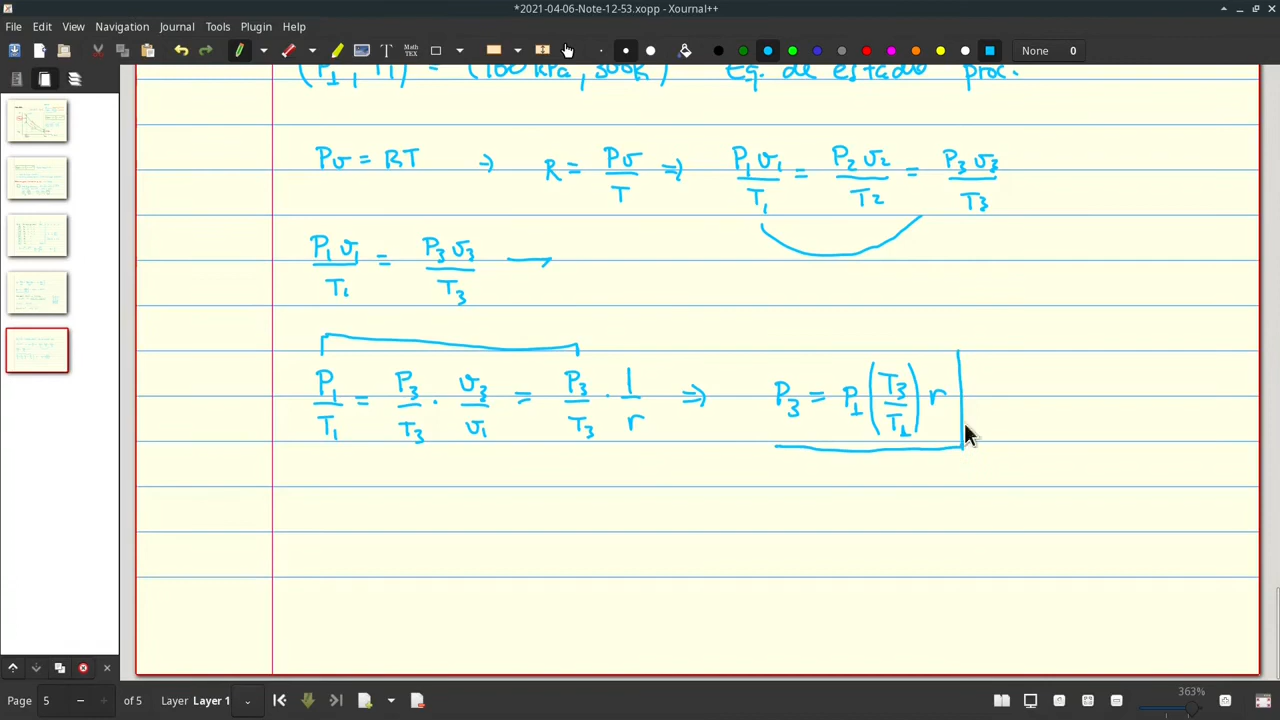 *2021-04-06-Note-12-53.xopp - Xournal++
File Edit View Navigation Journal Tools Plugin Help
T MATH TEX None 0
(P₁, T₁) = (100 kPa, 300K) Eq. de estado proc.
Pv = RT → R = Pv/T ⇒ P₁v₁/T₁ = P₂v₂/T₂ = P₃v₃/T₃
P₁v₁/T₁ = P₃v₃/T₃ →
P₁/T₁ = P₃/T₃ · v₃/v₁ = P₃/T₃ · 1/r ⇒ P₃ = P₁(T₃/T₁) r
363%
Page 5 of 5 Layer Layer 1